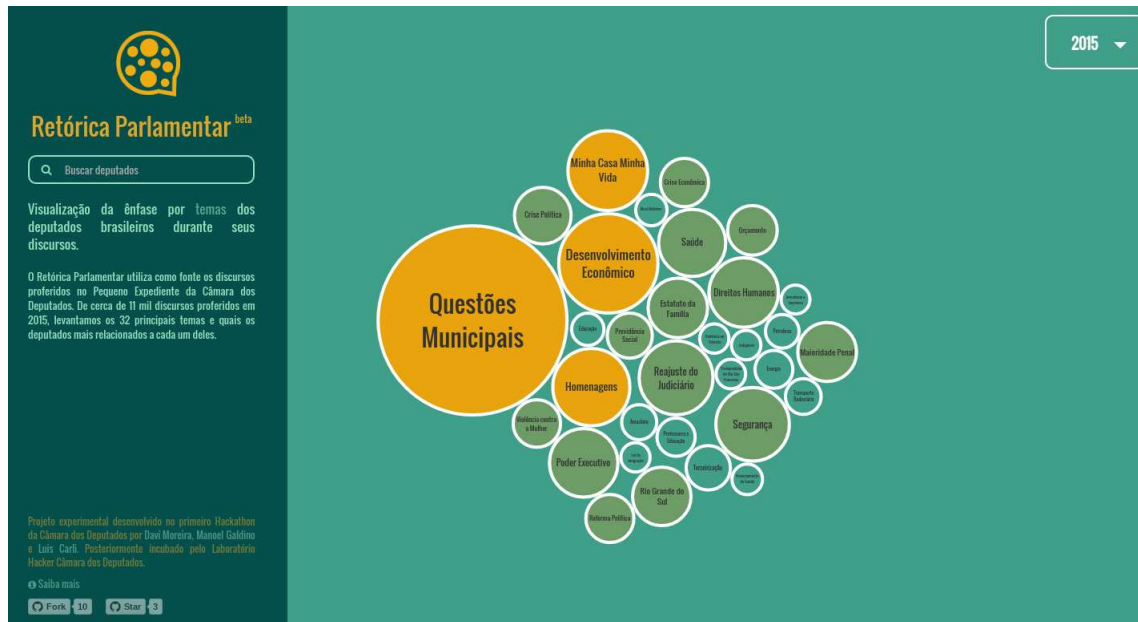 Retórica Parlamentar beta
Buscar deputados
Visualização da ênfase por temas dos
deputados brasileiros durante seus
discursos.
O Retórica Parlamentar utiliza como fonte os discursos
proferidos no Pequeno Expediente da Câmara dos
Deputados. De cerca de 11 mil discursos proferidos em
2015, levantamos os 32 principais temas e quais os
deputados mais relacionados a cada um deles.
Projeto experimental desenvolvido no primeiro Hackathon
da Câmara dos Deputados por Davi Moreira, Manoel Galdino
e Luis Carli. Posteriormente incubado pelo Laboratório
Hacker Câmara dos Deputados.
Saiba mais
Fork 10 Star 3
2015
Minha Casa Minha
Vida
Crise Econômica
Crise Política
Orçamento
Saúde
Desenvolvimento
Econômico
Questões
Municipais
Direitos Humanos
Estatuto da
Família
Educação
Previdência
Social
Petrobras
Maioridade Penal
Energia
Reajuste do
Judiciário
Homenagens
Transporte
Rodoviário
Violência contra
a Mulher
Segurança
Professores e
Educação
Poder Executivo
Terceirização
Rio Grande do
Sul
Reforma Política